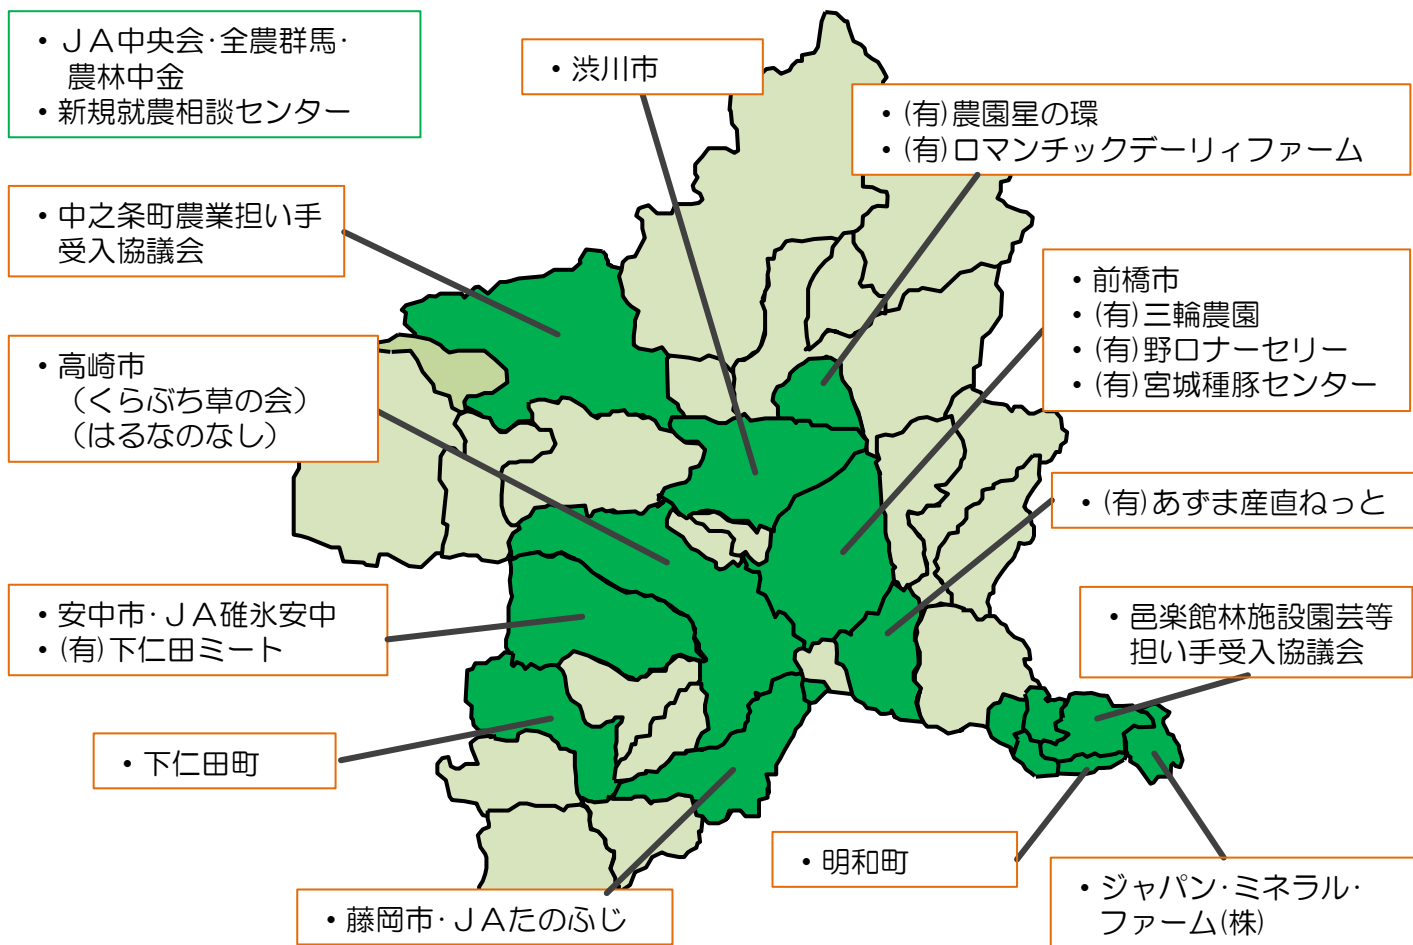 ・ＪＡ中央会・全農群馬・
農林中金
・新規就農相談センター
・渋川市
・(有)農園星の環
・(有)ロマンチックデーリィファーム
・中之条町農業担い手
受入協議会
・前橋市
・(有)三輪農園
・(有)野口ナーセリー
・(有)宮城種豚センター
・高崎市
（くらぶち草の会）
（はるなのなし）
・(有)あずま産直ねっと
・安中市・ＪＡ碓氷安中
・(有)下仁田ミート
・邑楽館林施設園芸等
担い手受入協議会
・下仁田町
・明和町
・ジャパン・ミネラル・
ファーム(株)
・藤岡市・ＪＡたのふじ